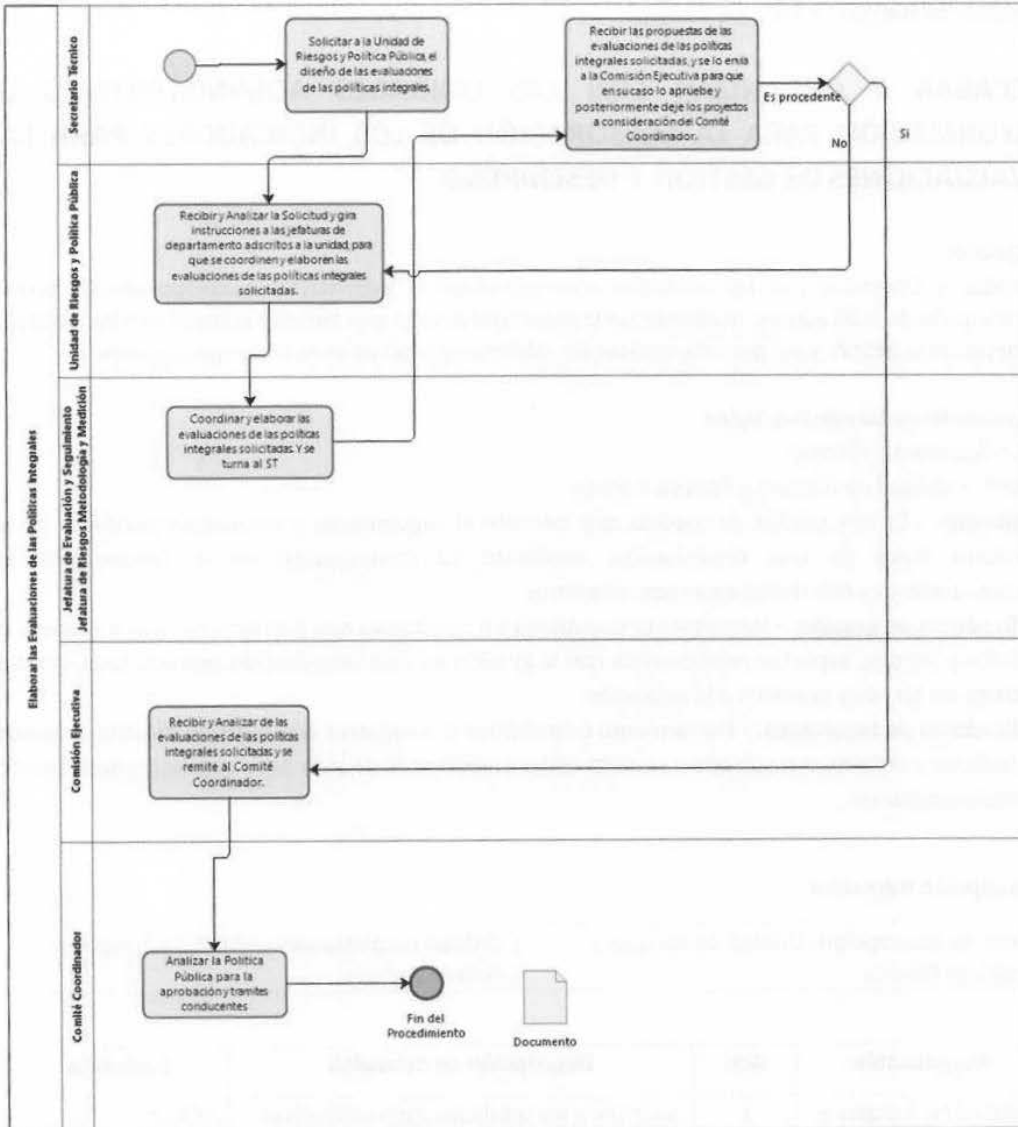 Elaborar las Evaluaciones de las Políticas Integrales
Secretario Técnico
Solicitar a la Unidad de
Riesgos y Política Pública, el
diseño de las evaluaciones
de las políticas integrales.
Recibir las propuestas de las
evaluaciones de las políticas
integrales solicitadas, y se lo envía
a la Comisión Ejecutiva para que
en su caso lo apruebe y
posteriormente deje los projectos
a consideración del Comité
Coordinador.
Es procedente
Si
No
Unidad de Riesgos y Política Pública
Recibir y Analizar la Solicitud y gira
instrucciones a las jefaturas de
departamento adscritos a la unidad, para
que se coordinen y elaboren las
evaluaciones de las políticas integrales
solicitadas.
Jefatura de Evaluación y Seguimiento
Jefatura de Riesgos Metodología y Medición
Coordinar y elaborar las
evaluaciones de las políticas
integrales solicitadas. Y se
turna al ST
Comisión Ejecutiva
Recibir y Analizar de las
evaluaciones de las políticas
integrales solicitadas y se
remite al Comité
Coordinador.
Comité Coordinador
Analizar la Política
Pública para la
aprobación y tramites
conducentes
Fin del
Procedimiento
Documento